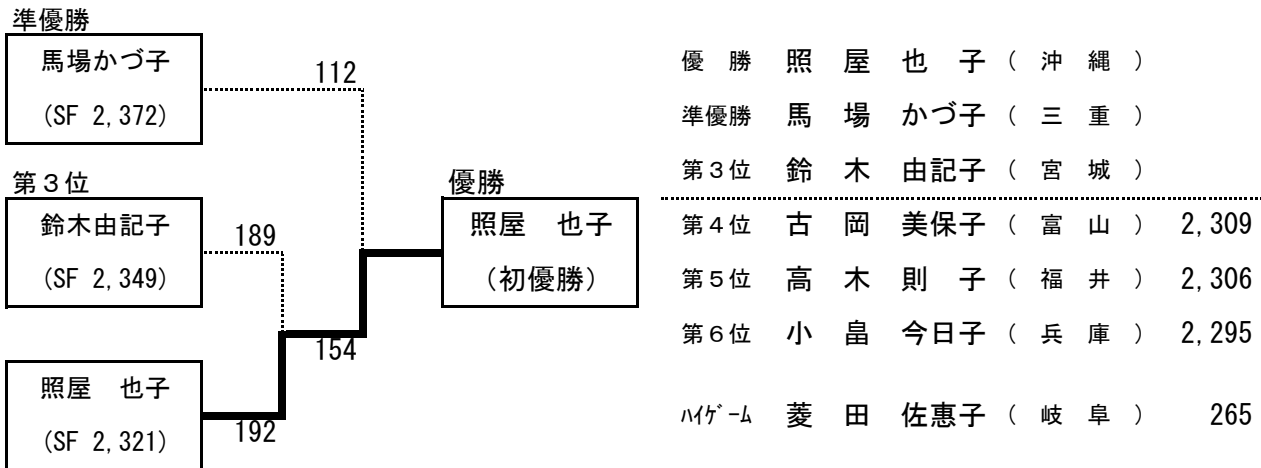 準優勝
馬場かづ子
(SF 2,372)
112
第３位
鈴木由記子
(SF 2,349)
189
優勝
照屋　也子
(初優勝)
154
照屋　也子
(SF 2,321)
192
優　勝　照　屋　也　子（　沖　縄　）
準優勝　馬　場　かづ子（　三　重　）
第３位　鈴　木　由記子（　宮　城　）
第４位　古　岡　美保子（　富　山　）　2,309
第５位　高　木　則　子（　福　井　）　2,306
第６位　小　畠　今日子（　兵　庫　）　2,295
ﾊｲｹﾞｰﾑ　菱　田　佐惠子（　岐　阜　）　265